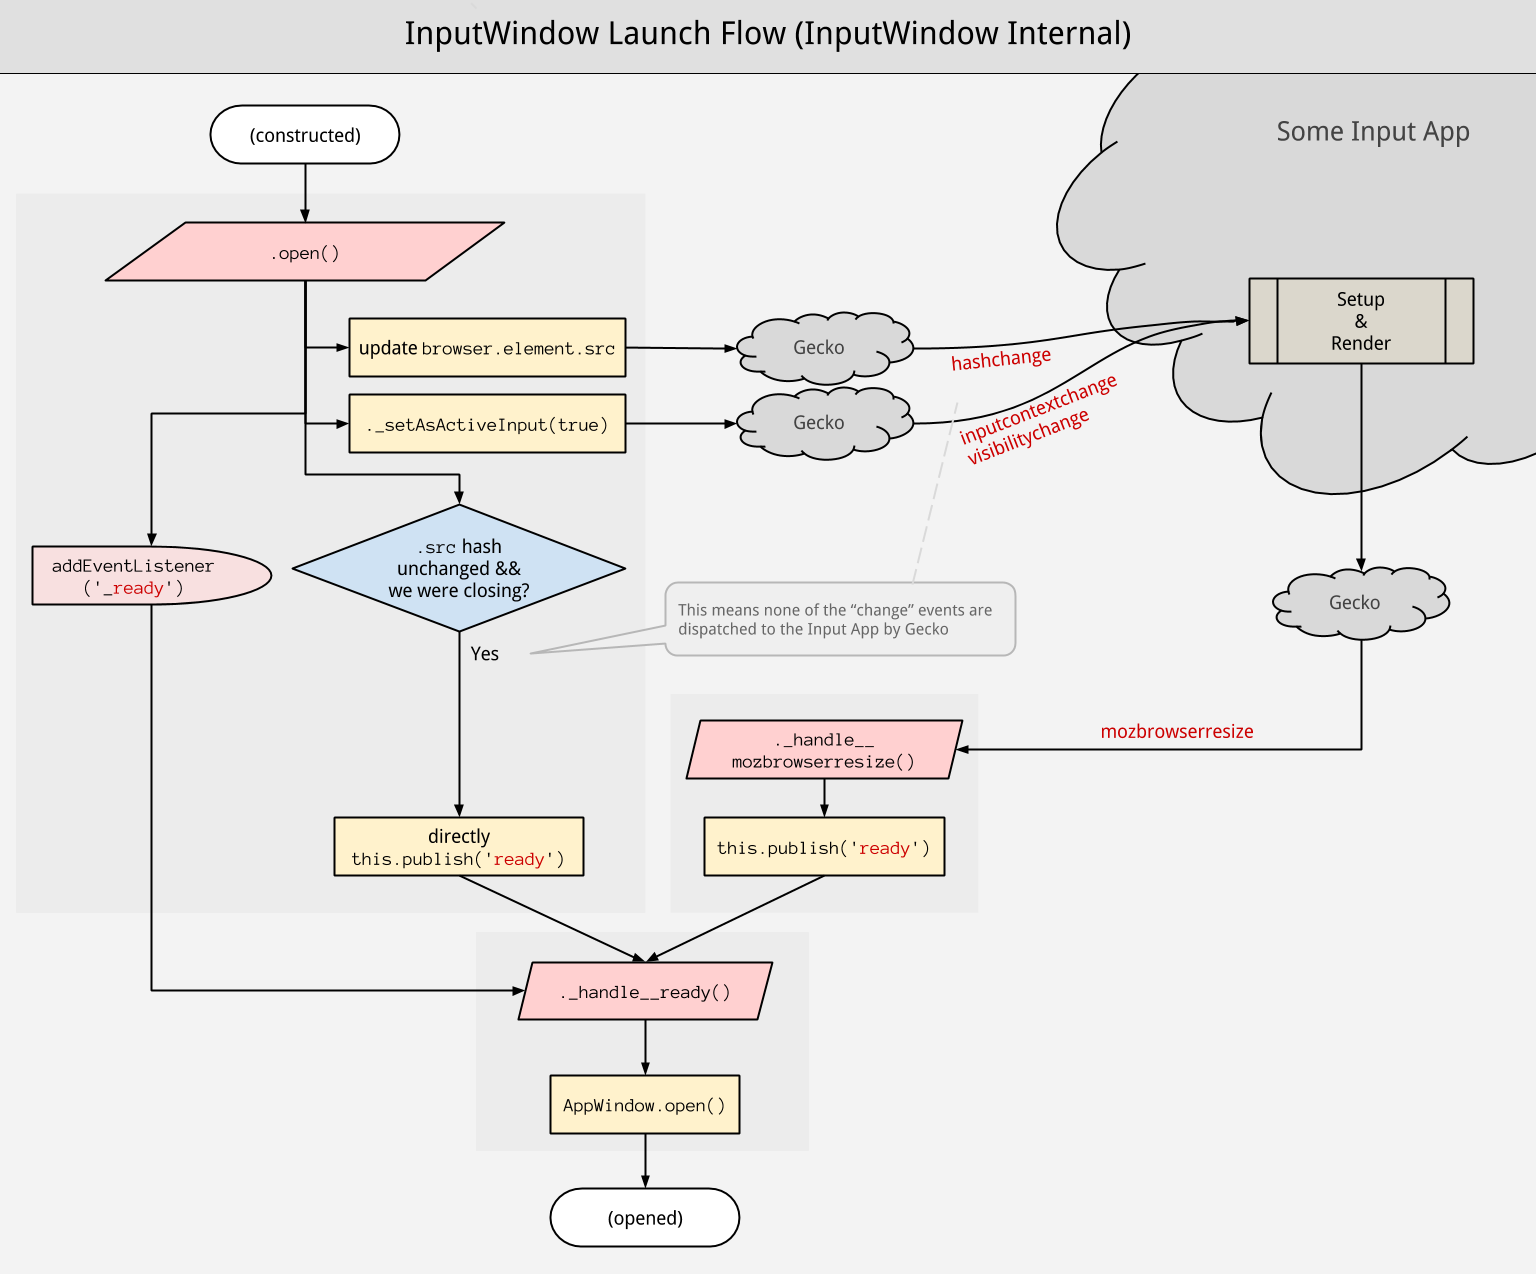 InputWindow Launch Flow (InputWindow Internal)
(constructed)
Some Input App
.open()
Setup
&
Render
update browser.element.src
Gecko
hashchange
._setAsActiveInput(true)
Gecko
inputcontextchange
visibilitychange
.src hash
unchanged &&
we were closing?
addEventListener
('_ready')
Gecko
This means none of the “change” events are
dispatched to the Input App by Gecko
Yes
mozbrowserresize
._handle__
mozbrowserresize()
directly
this.publish('ready')
this.publish('ready')
._handle__ready()
AppWindow.open()
(opened)